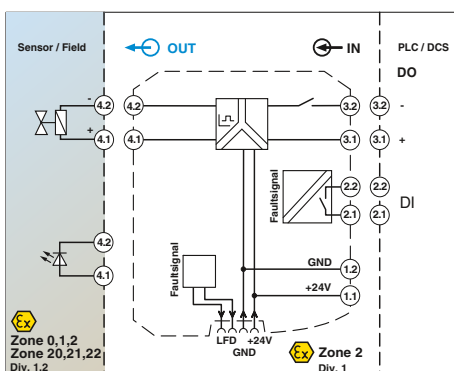 Sensor / Field
OUT
IN
PLC / DCS
DO
-
4.2
4.2
3.2
3.2
-
+
4.1
4.1
3.1
3.1
+
Faultsignal
2.2
2.2
DI
2.1
2.1
4.2
4.1
Faultsignal
GND
1.2
+24V
1.1
LFD
+24V
GND
Ex
Zone 0,1,2
Zone 20,21,22
Div. 1,2
Ex
Zone 2
Div. 1